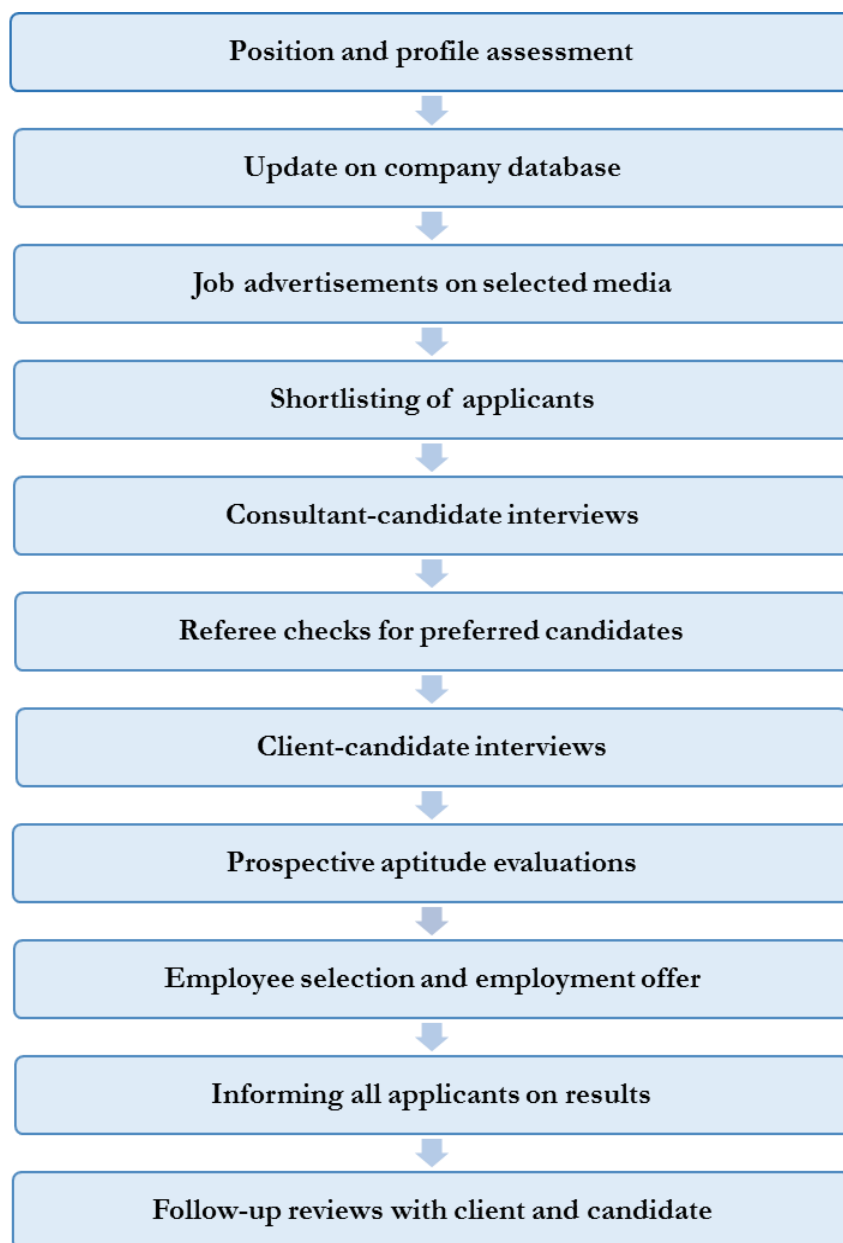 Position and profile assessment
Update on company database
Job advertisements on selected media
Shortlisting of applicants
Consultant-candidate interviews
Referee checks for preferred candidates
Client-candidate interviews
Prospective aptitude evaluations
Employee selection and employment offer
Informing all applicants on results
Follow-up reviews with client and candidate